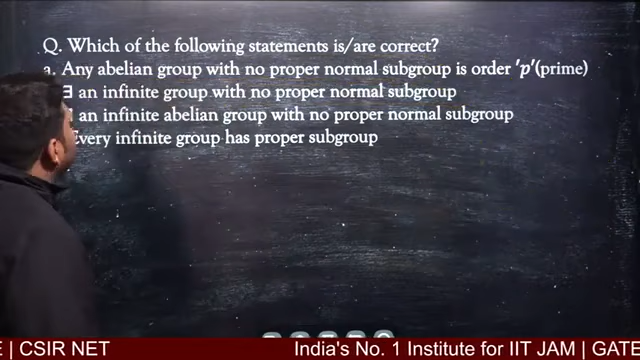 Q. Which of the following statements is/are correct?
a. Any abelian group with no proper normal subgroup is order 'p'(prime)
∃ an infinite group with no proper normal subgroup
an infinite abelian group with no proper normal subgroup
Every infinite group has proper subgroup
| CSIR NET India's No. 1 Institute for IIT JAM | GATE